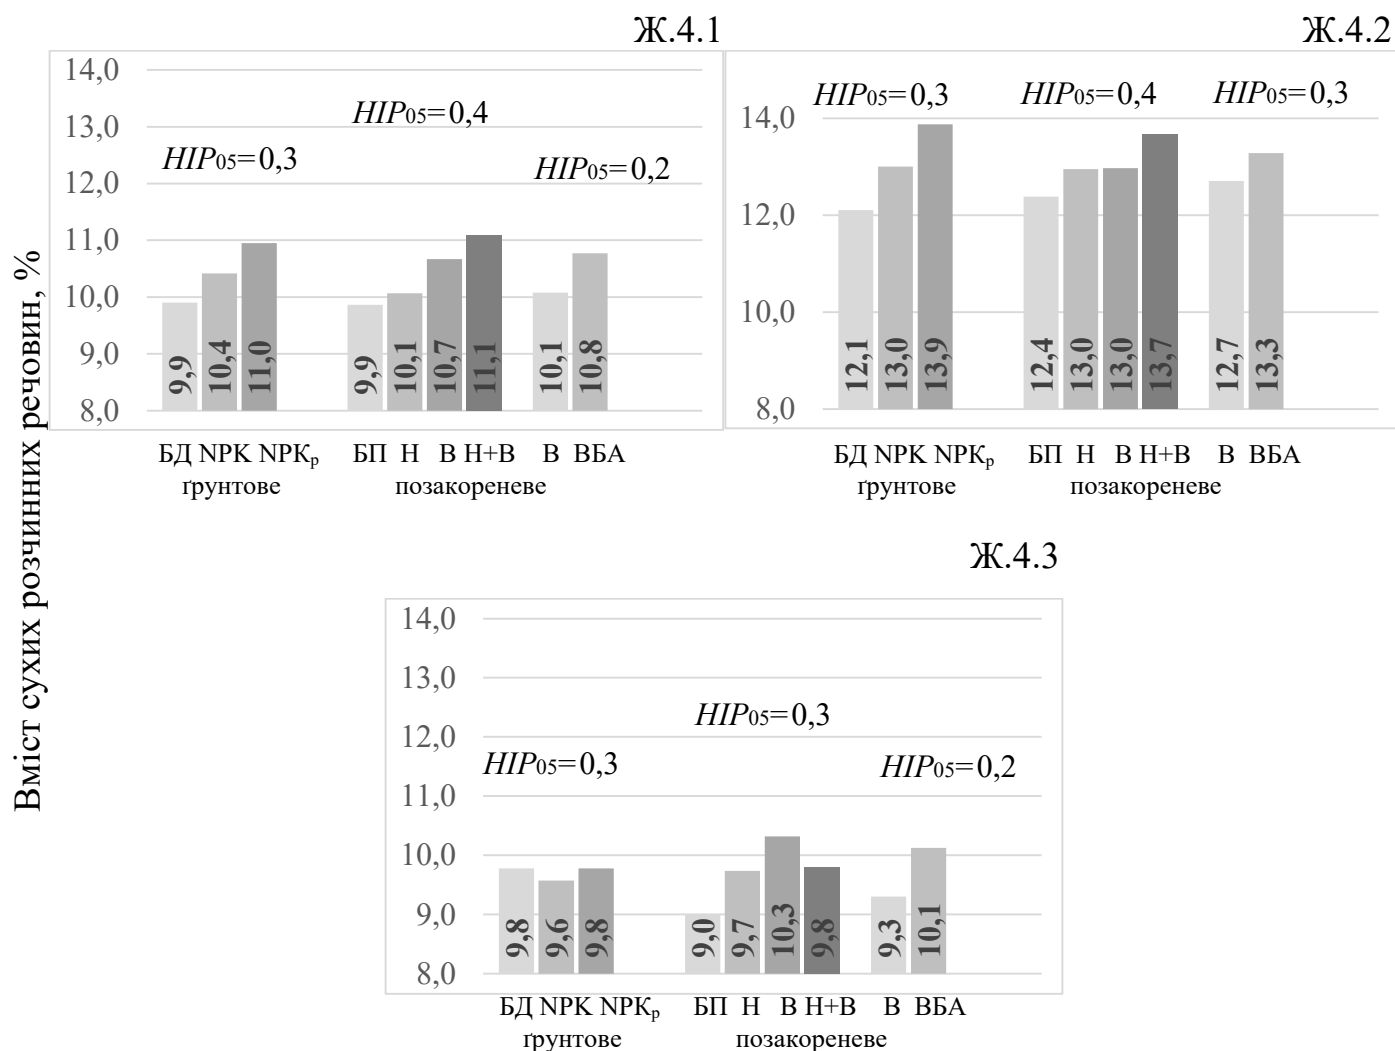 Ж.4.1
14,0
13,0
12,0
11,0
10,0
9,0
8,0
НІР05=0,3
НІР05=0,4
НІР05=0,2
9,9
10,4
11,0
9,9
10,1
10,7
11,1
10,1
10,8
БД NPK NPKр
ґрунтове
БП Н В Н+В В ВБА
позакореневе
Ж.4.2
14,0
12,0
10,0
8,0
НІР05=0,3
НІР05=0,4
НІР05=0,3
12,1
13,0
13,9
12,4
13,0
13,0
13,7
12,7
13,3
БД NPK NPKр
ґрунтове
БП Н В Н+В В ВБА
позакореневе
Вміст сухих розчинних речовин, %
Ж.4.3
14,0
13,0
12,0
11,0
10,0
9,0
8,0
НІР05=0,3
НІР05=0,3
НІР05=0,2
9,8
9,6
9,8
9,0
9,7
10,3
9,8
9,3
10,1
БД NPK NPKр
ґрунтове
БП Н В Н+В В ВБА
позакореневе